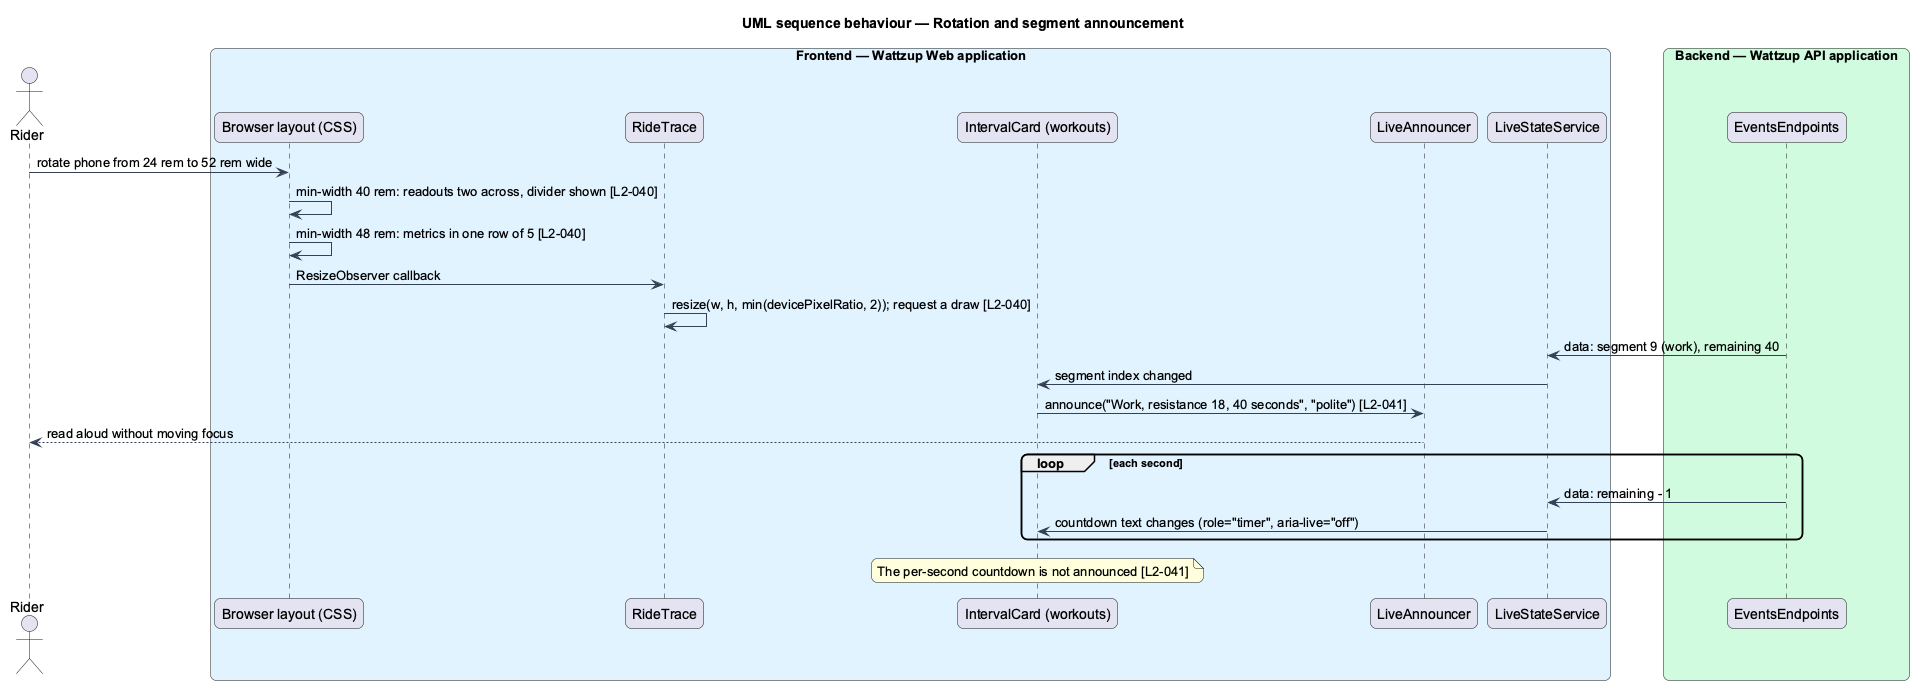 UML sequence behaviour — Rotation and segment announcement
Frontend — Wattzup Web application
Backend — Wattzup API application
Rider
Browser layout (CSS)
RideTrace
IntervalCard (workouts)
LiveAnnouncer
LiveStateService
EventsEndpoints
rotate phone from 24 rem to 52 rem wide
min-width 40 rem: readouts two across, divider shown [L2-040]
min-width 48 rem: metrics in one row of 5 [L2-040]
ResizeObserver callback
resize(w, h, min(devicePixelRatio, 2)); request a draw [L2-040]
data: segment 9 (work), remaining 40
segment index changed
announce("Work, resistance 18, 40 seconds", "polite") [L2-041]
read aloud without moving focus
loop
[each second]
data: remaining - 1
countdown text changes (role="timer", aria-live="off")
The per-second countdown is not announced [L2-041]
Rider
Browser layout (CSS)
RideTrace
IntervalCard (workouts)
LiveAnnouncer
LiveStateService
EventsEndpoints